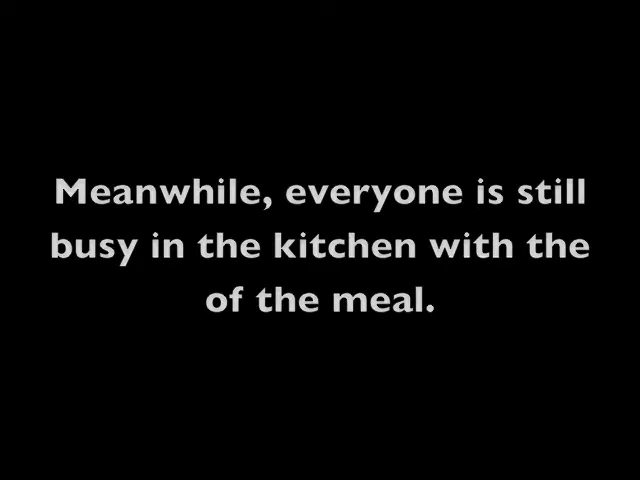 Meanwhile, everyone is still
busy in the kitchen with the
of the meal.